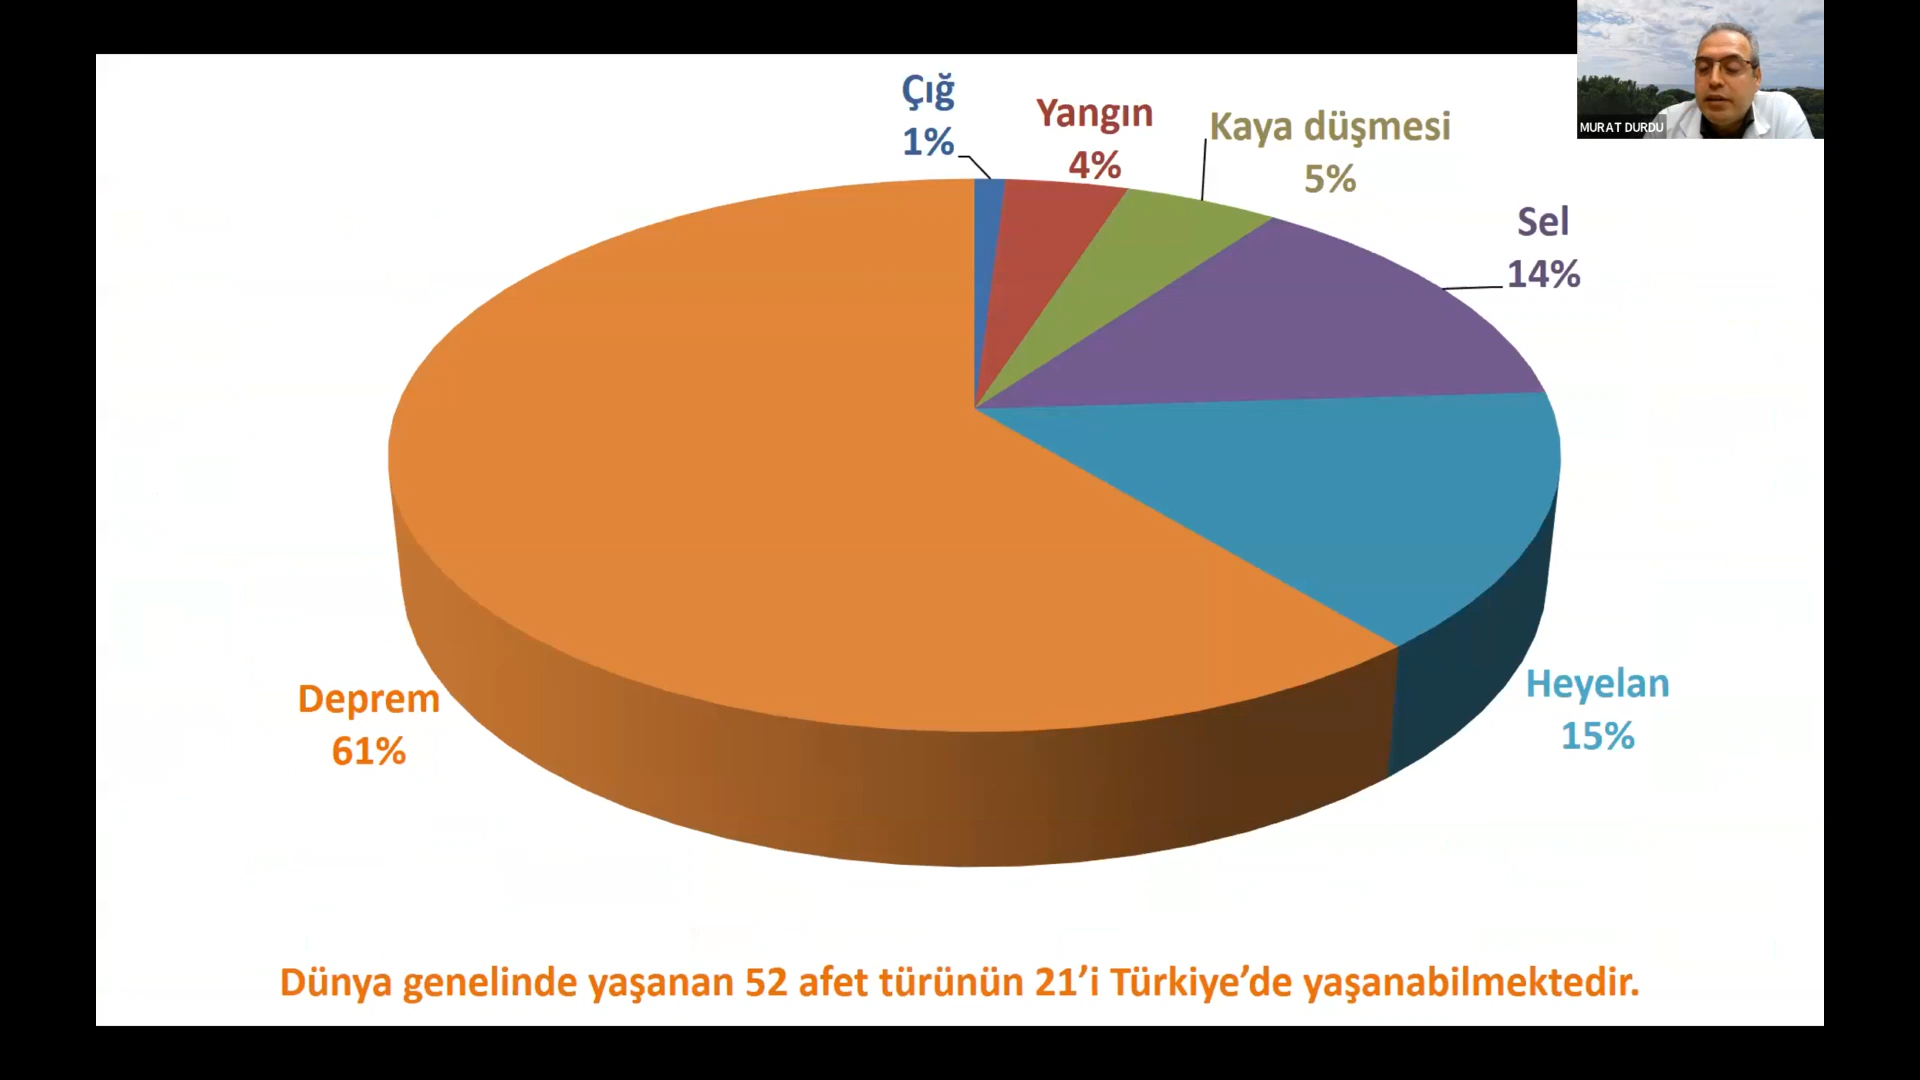 Çığ
1%
Yangın
4%
Kaya düşmesi
5%
MURAT DURDU
Sel
14%
Heyelan
15%
Deprem
61%
Dünya genelinde yaşanan 52 afet türünün 21’i Türkiye’de yaşanabilmektedir.